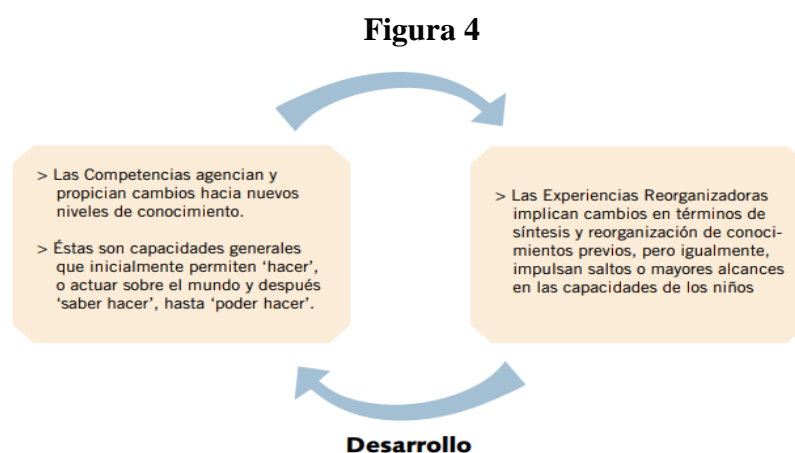 Figura 4
> Las Competencias agencian y
propician cambios hacia nuevos
niveles de conocimiento.
> Éstas son capacidades generales
que inicialmente permiten ‘hacer’,
o actuar sobre el mundo y después
‘saber hacer’, hasta ‘poder hacer’.
> Las Experiencias Reorganizadoras
implican cambios en términos de
síntesis y reorganización de conoci-
mientos previos, pero igualmente,
impulsan saltos o mayores alcances
en las capacidades de los niños
Desarrollo